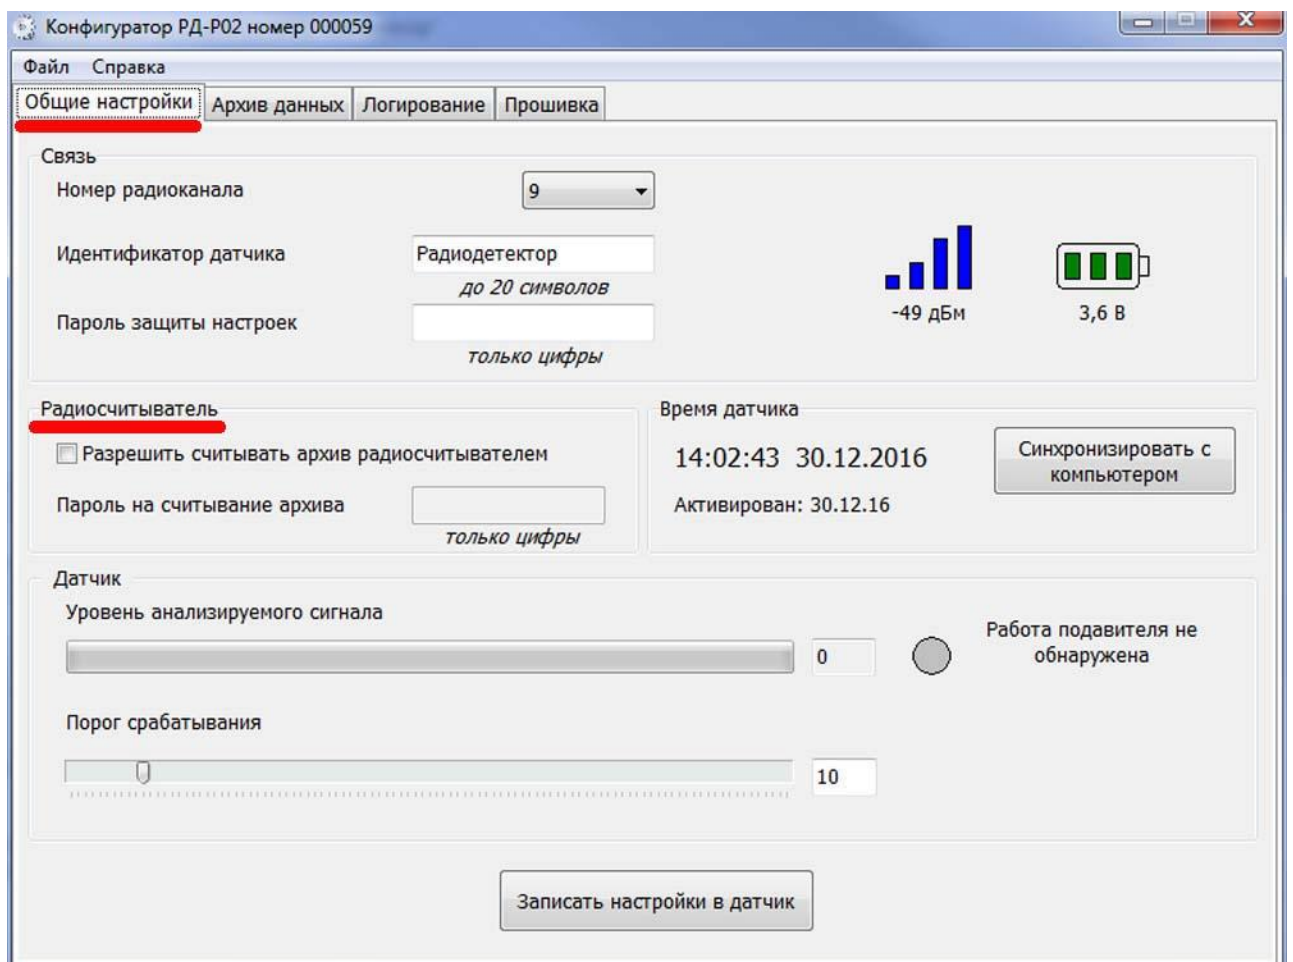 Конфигуратор РД-Р02 номер 000059
Файл Справка
Общие настройки Архив данных Логирование Прошивка
Связь
Номер радиоканала 9
Идентификатор датчика Радиодетектор
до 20 символов
-49 дБм 3,6 В
Пароль защиты настроек
только цифры
Радиосчитыватель
Разрешить считывать архив радиосчитывателем
Пароль на считывание архива
только цифры
Время датчика
14:02:43 30.12.2016
Синхронизировать с
компьютером
Активирован: 30.12.16
Датчик
Уровень анализируемого сигнала
0
Работа подавителя не
обнаружена
Порог срабатывания
10
Записать настройки в датчик